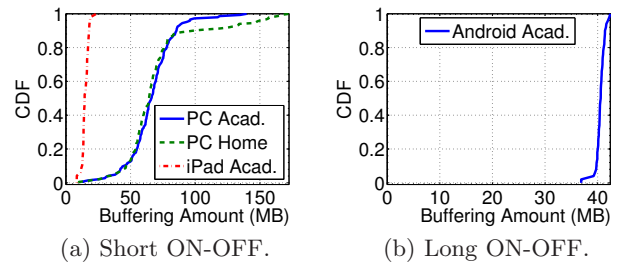 1
0.8
0.6
0.4
0.2
0
CDF
PC Acad.
PC Home
iPad Acad.
0 50 100 150
Buffering Amount (MB)
(a) Short ON-OFF.
1
0.8
0.6
0.4
0.2
0
CDF
Android Acad.
0 10 20 30 40
Buffering Amount (MB)
(b) Long ON-OFF.